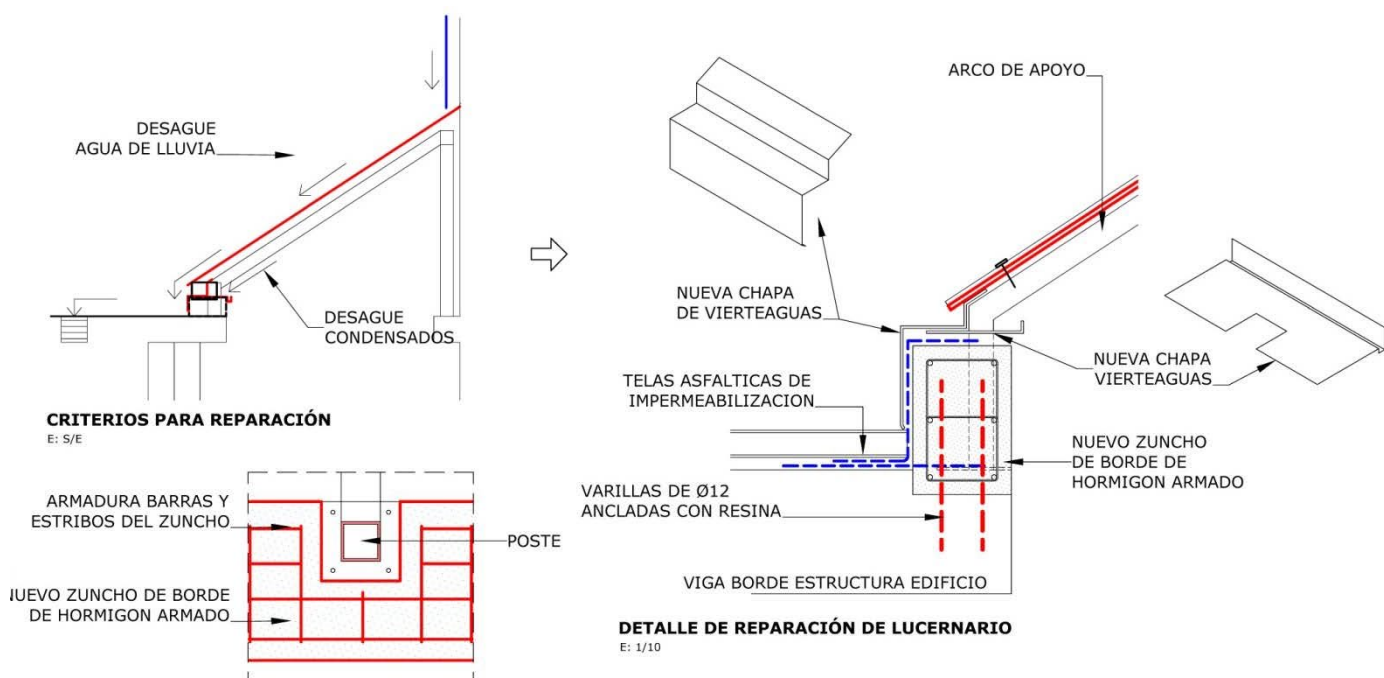 DESAGUE
AGUA DE LLUVIA
DESAGUE
CONDENSADOS
CRITERIOS PARA REPARACIÓN
E: S/E
ARMADURA BARRAS Y
ESTRIBOS DEL ZUNCHO
POSTE
NUEVO ZUNCHO DE BORDE
DE HORMIGON ARMADO
ARCO DE APOYO
NUEVA CHAPA
DE VIERTEAGUAS
NUEVA CHAPA
VIERTEAGUAS
TELAS ASFALTICAS DE
IMPERMEABILIZACION
NUEVO ZUNCHO
DE BORDE DE
HORMIGON ARMADO
VARILLAS DE Ø12
ANCLADAS CON RESINA
VIGA BORDE ESTRUCTURA EDIFICIO
DETALLE DE REPARACIÓN DE LUCERNARIO
E: 1/10